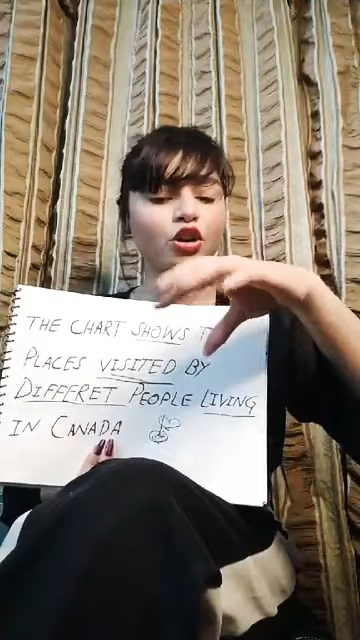 THE CHART SHOWS
PLACES VISITED BY
DIFFERET PEOPLE LIVING
IN CANADA